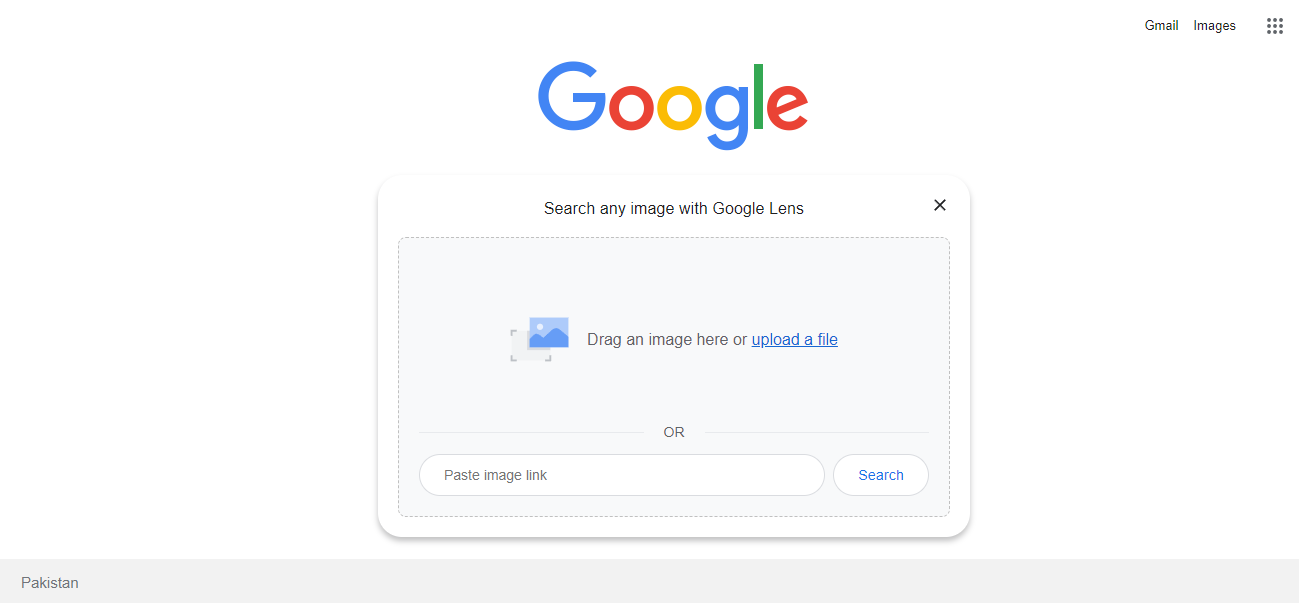 Gmail Images
Google
Search any image with Google Lens
Drag an image here or upload a file
OR
Paste image link Search
Pakistan